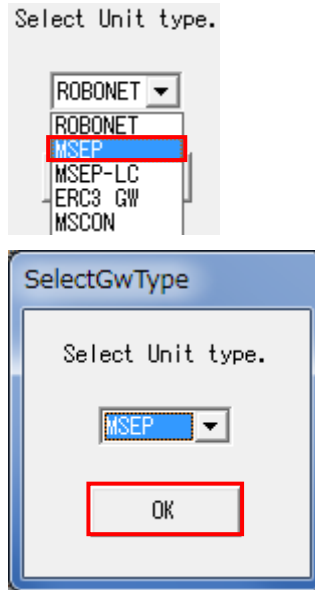 Select Unit type.
ROBONET
ROBONET
MSEP
MSEP-LC
ERC3 GW
MSCON
SelectGwType
Select Unit type.
MSEP
OK